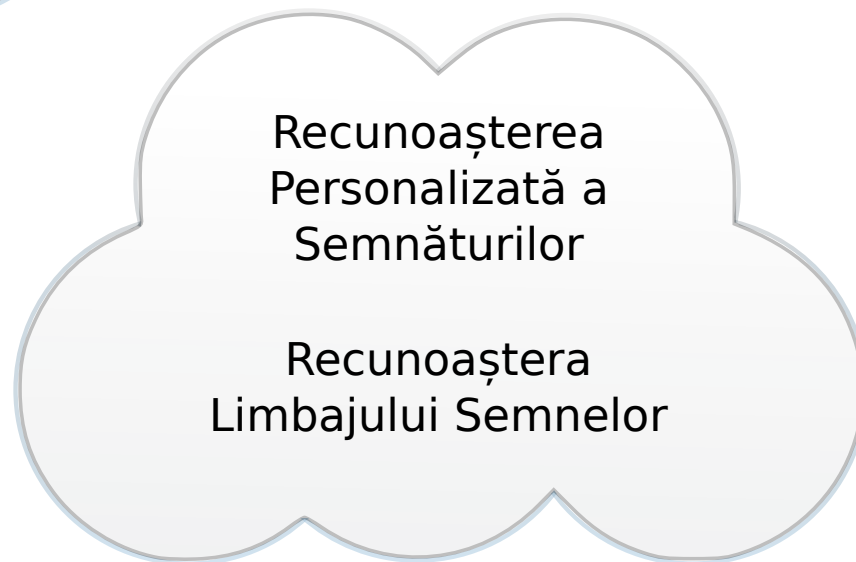 Recunoașterea
Personalizată a
Semnăturilor
Recunoaștera
Limbajului Semnelor